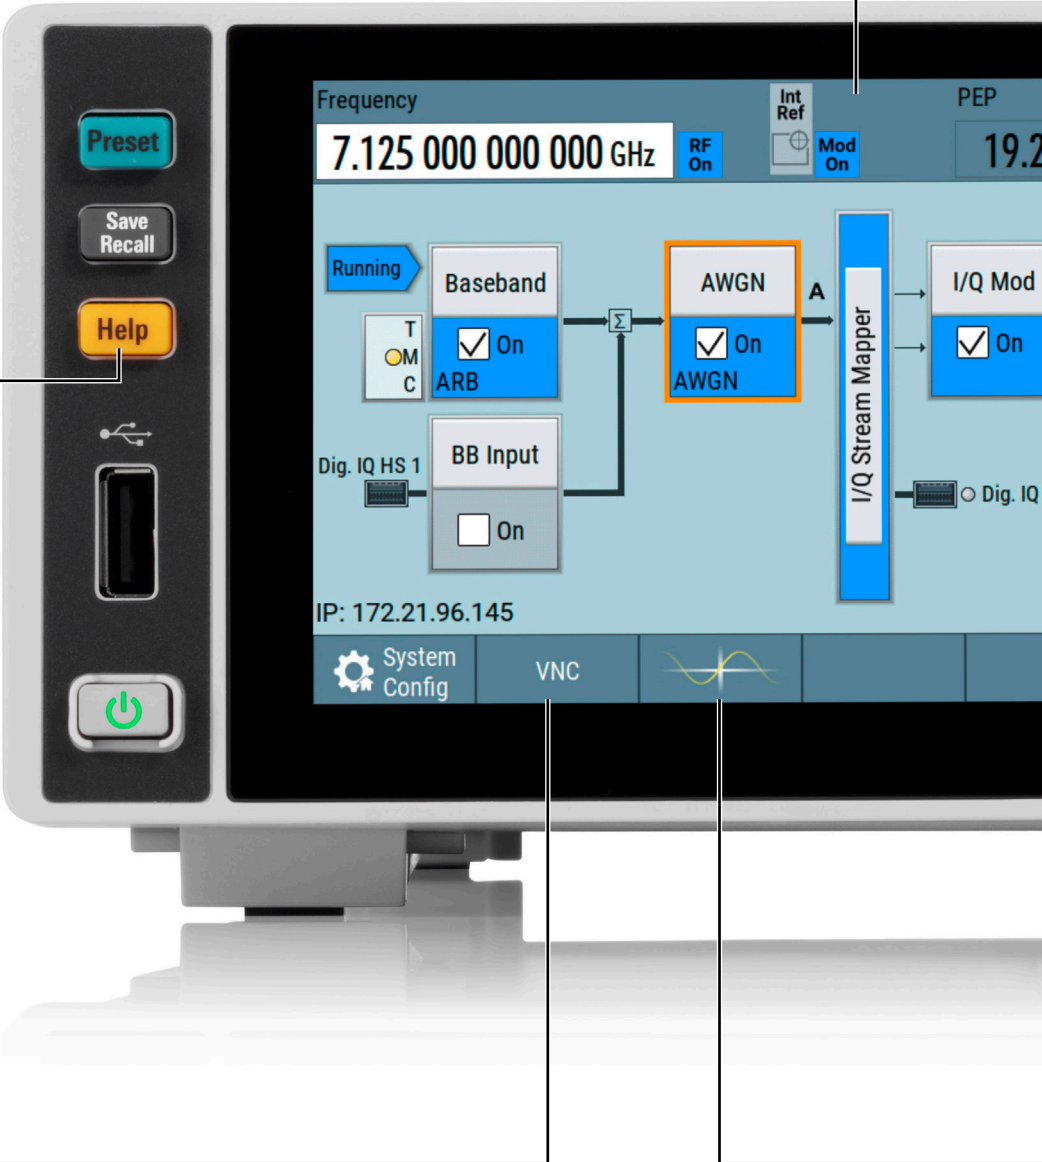 Preset
Save
Recall
Help
Frequency
7.125 000 000 000 GHz
RF
On
Int
Ref
Mod
On
PEP
19.2
Running
Baseband
On
ARB
T
M
C
Σ
AWGN
On
AWGN
A
I/Q Stream Mapper
I/Q Mod
On
Dig. IQ HS 1
BB Input
On
Dig. IQ
IP: 172.21.96.145
System
Config
VNC